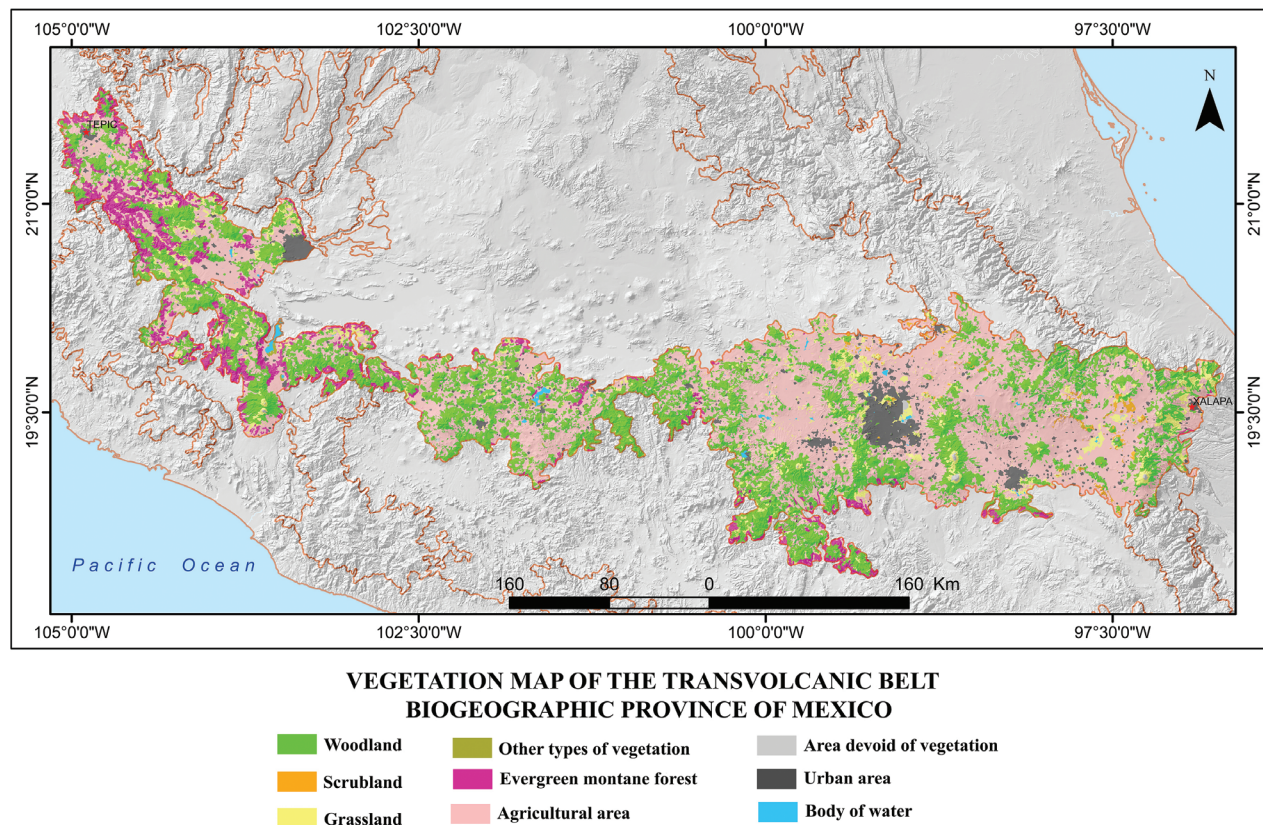 105°0'0"W 102°30'0"W 100°0'0"W 97°30'0"W
N
TEPIC
21°0'0"N 21°0'0"N
19°30'0"N 19°30'0"N
XALAPA
Pacific Ocean
160 80 0 160 Km
105°0'0"W 102°30'0"W 100°0'0"W 97°30'0"W
VEGETATION MAP OF THE TRANSVOLCANIC BELT
BIOGEOGRAPHIC PROVINCE OF MEXICO
Woodland
Scrubland
Grassland
Other types of vegetation
Evergreen montane forest
Agricultural area
Area devoid of vegetation
Urban area
Body of water